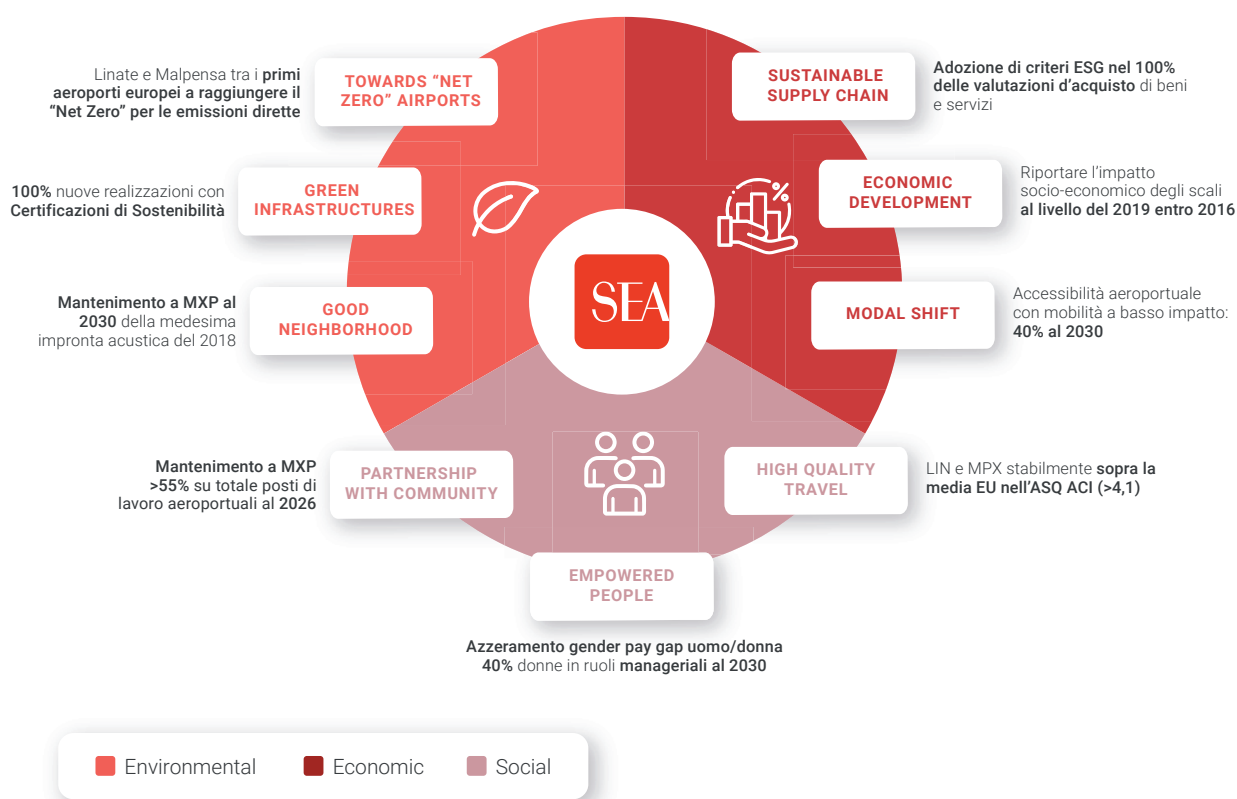 Linate e Malpensa tra i primi
aeroporti europei a raggiungere il
“Net Zero” per le emissioni dirette
TOWARDS “NET
ZERO” AIRPORTS
100% nuove realizzazioni con
Certificazioni di Sostenibilità
GREEN
INFRASTRUCTURES
Mantenimento a MXP al
2030 della medesima
impronta acustica del 2018
GOOD
NEIGHBORHOOD
SUSTAINABLE
SUPPLY CHAIN
Adozione di criteri ESG nel 100%
delle valutazioni d’acquisto di beni
e servizi
ECONOMIC
DEVELOPMENT
Riportare l’impatto
socio-economico degli scali
al livello del 2019 entro 2016
MODAL SHIFT
Accessibilità aeroportuale
con mobilità a basso impatto:
40% al 2030
%
SEA
Mantenimento a MXP
>55% su totale posti di
lavoro aeroportuali al 2026
PARTNERSHIP
WITH COMMUNITY
HIGH QUALITY
TRAVEL
LIN e MPX stabilmente sopra la
media EU nell’ASQ ACI (>4,1)
EMPOWERED
PEOPLE
Azzeramento gender pay gap uomo/donna
40% donne in ruoli manageriali al 2030
Environmental
Economic
Social